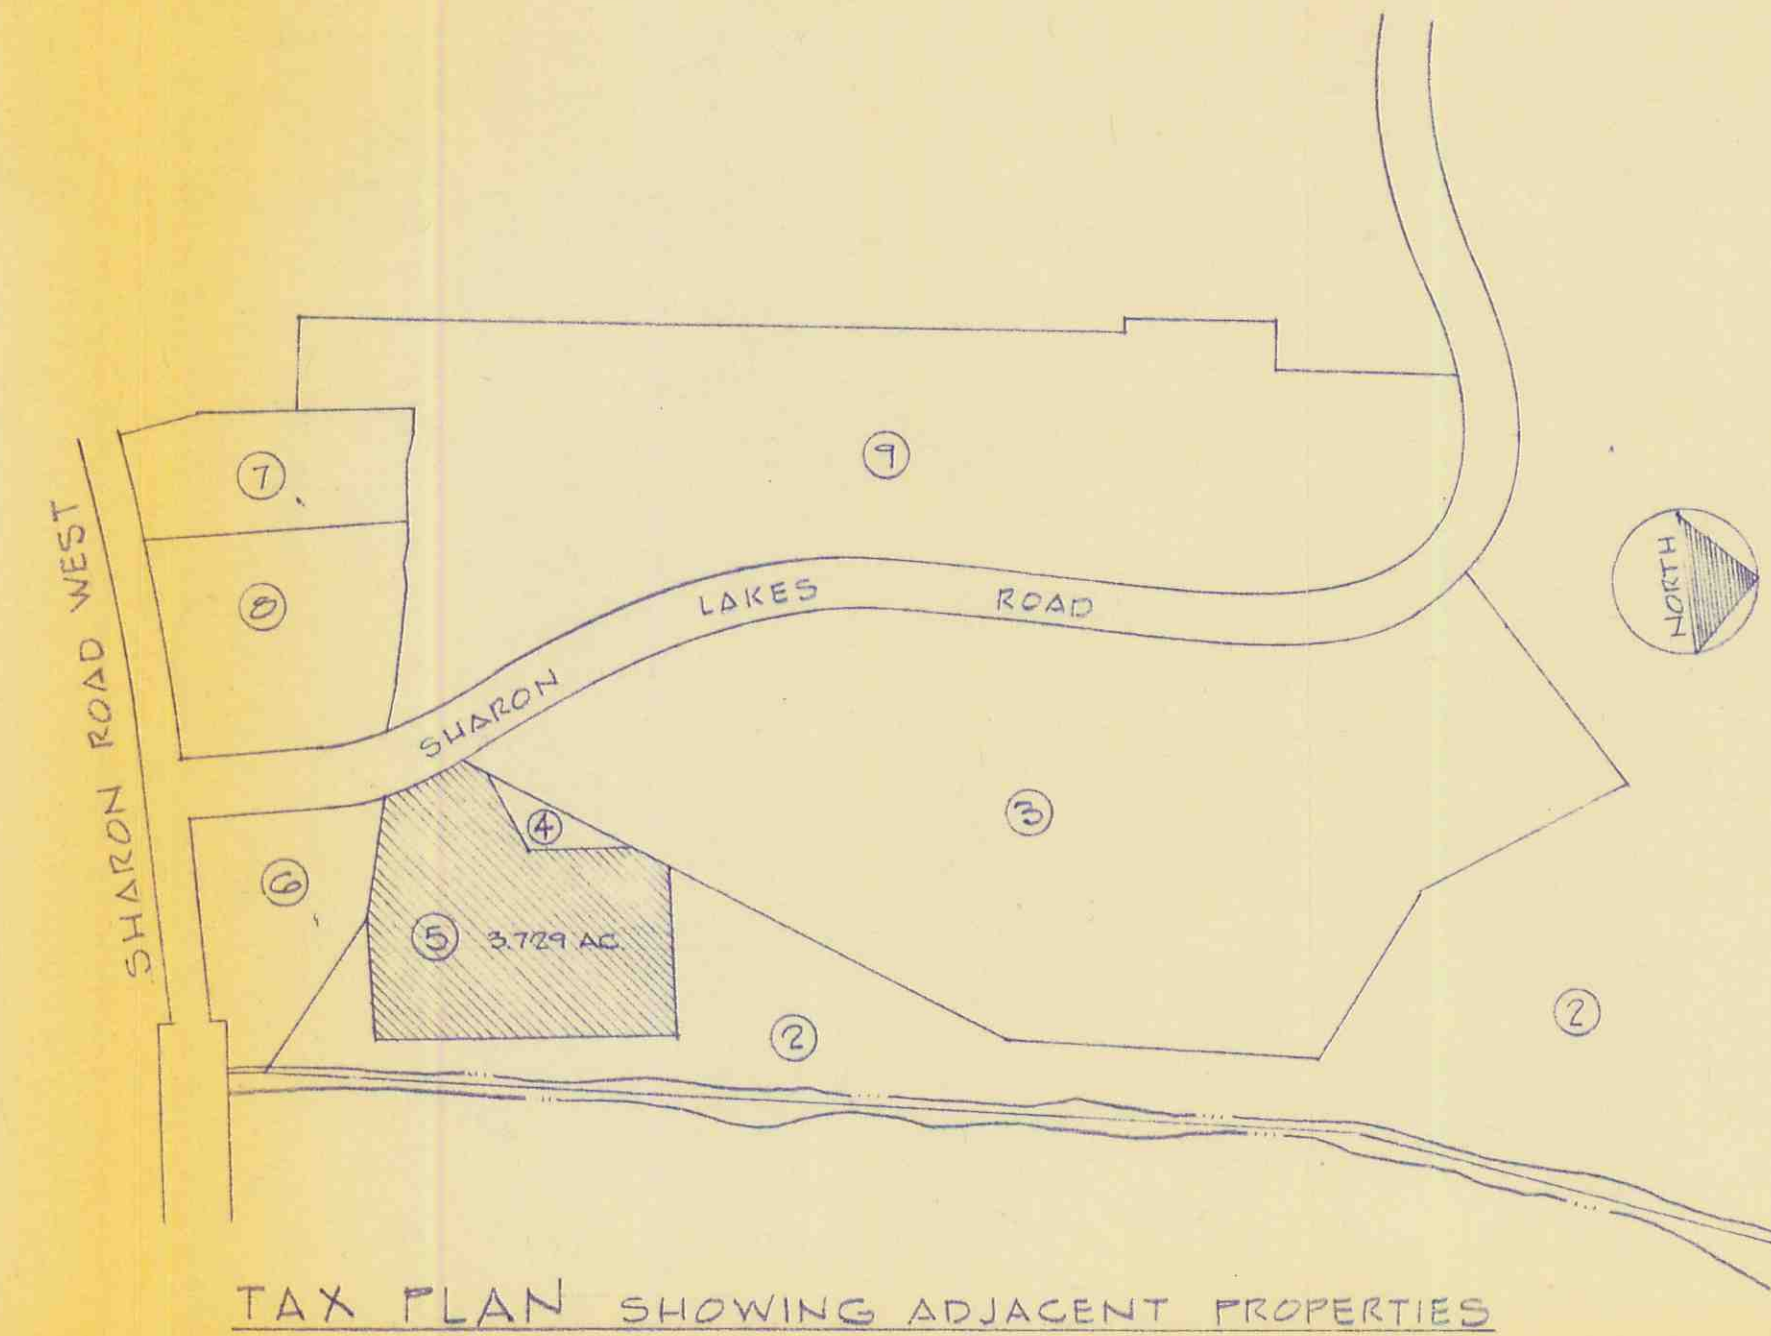 ⑨
⑦
SHARON ROAD WEST
⑧
NORTH
SHARON LAKES ROAD
④
③
⑥
⑤ 3.729 AC.
②
②
TAX PLAN SHOWING ADJACENT PROPERTIES